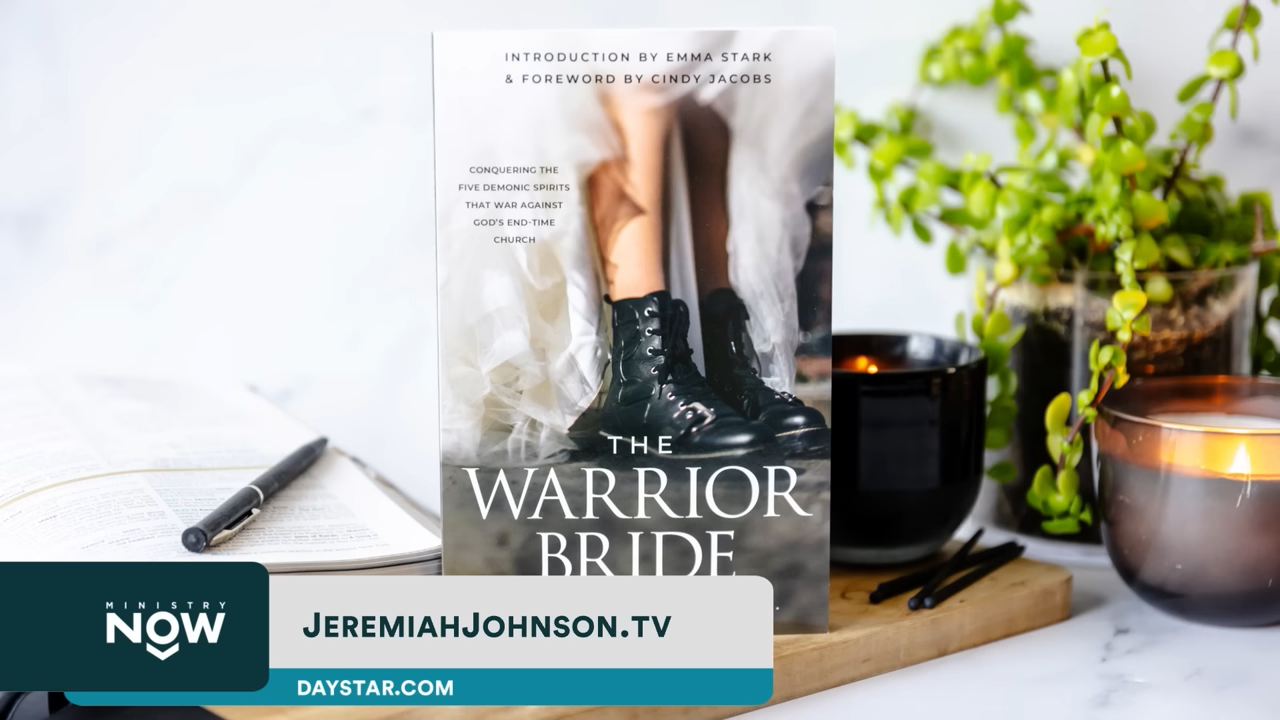 INTRODUCTION BY EMMA STARK
& FOREWORD BY CINDY JACOBS
CONQUERING THE
FIVE DEMONIC SPIRITS
THAT WAR AGAINST
GOD'S END-TIME
CHURCH
THE
WARRIOR
BRIDE
MINISTRY
NOW
JEREMIAHJOHNSON.TV
DAYSTAR.COM